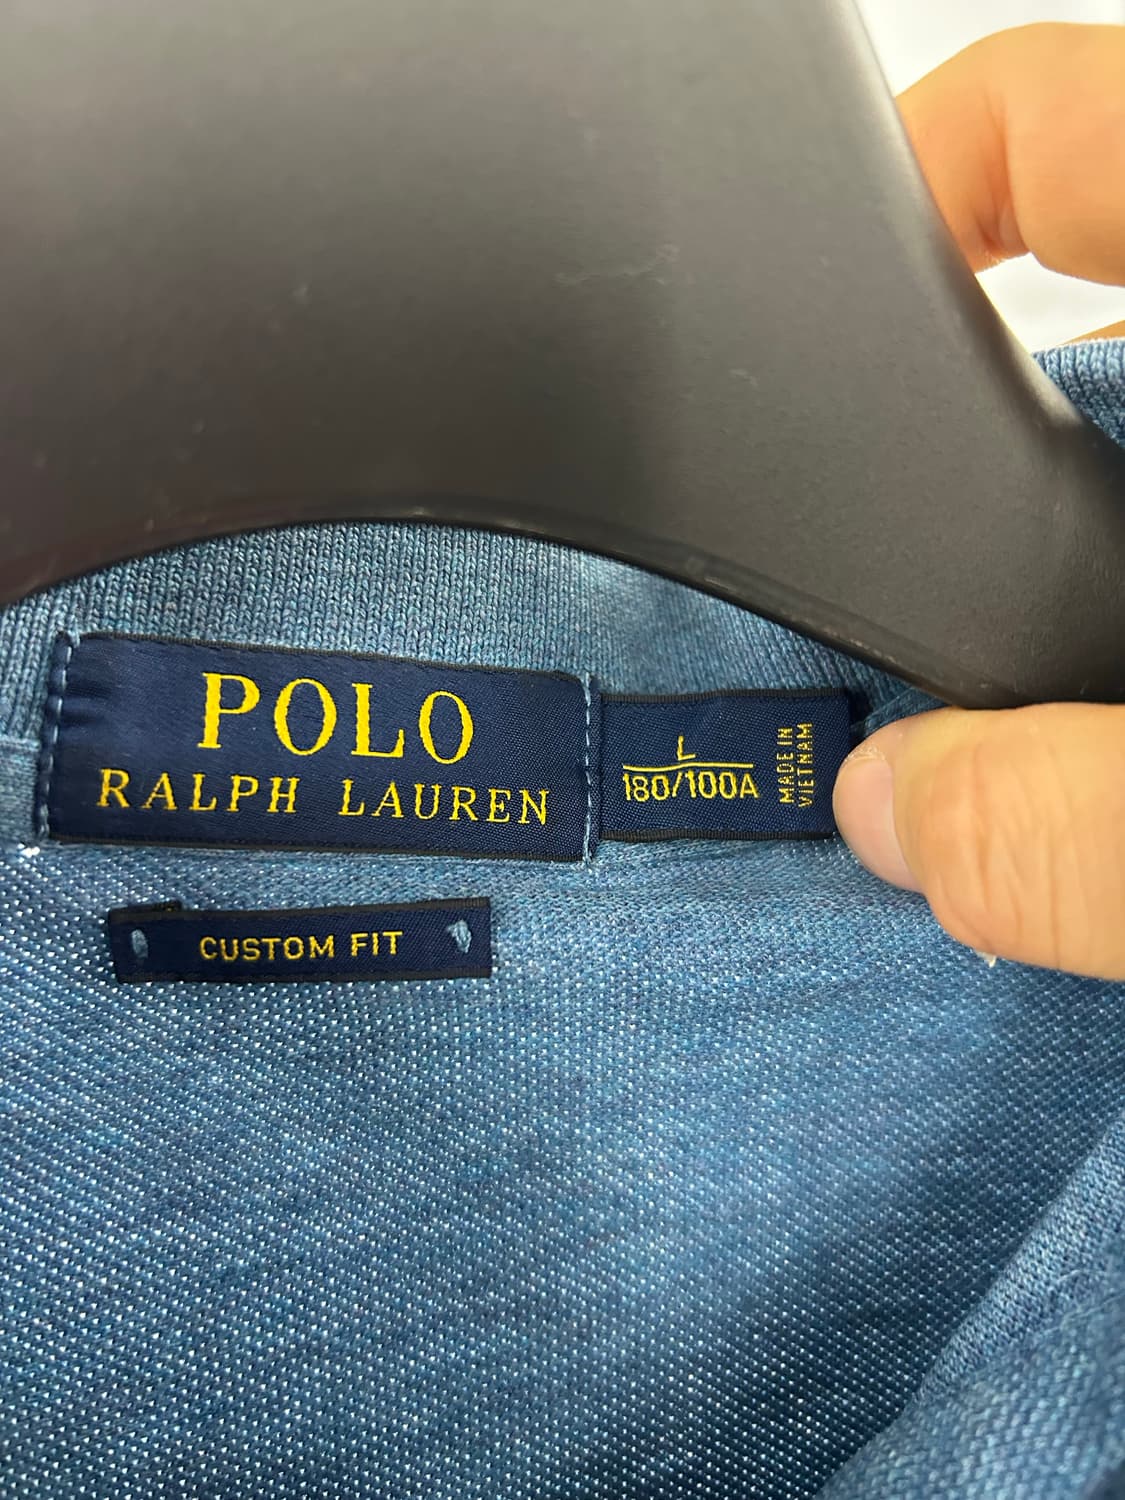 POLO
RALPH LAUREN
L
180/100A
MADE IN
VIETNAM
CUSTOM FIT